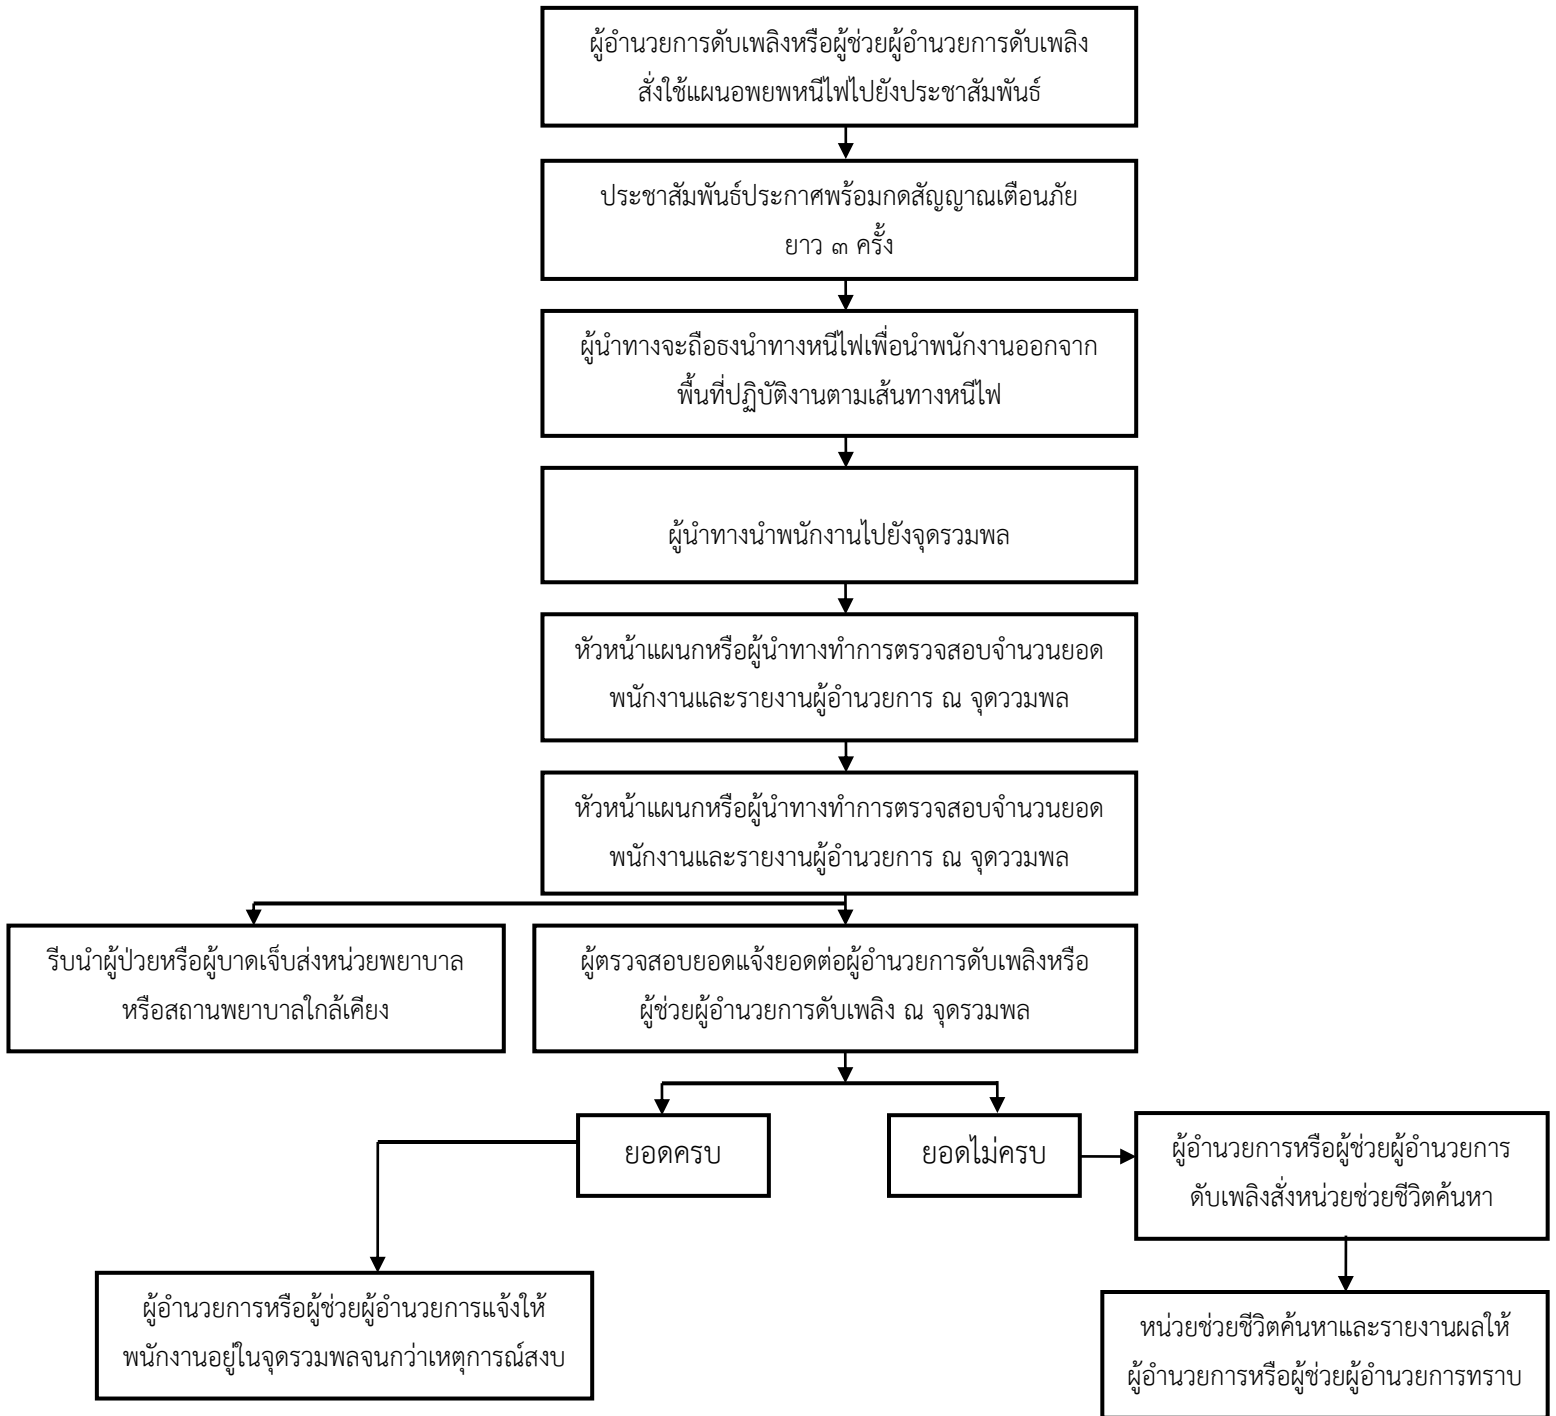 ผู้อำนวยการดับเพลิงหรือผู้ช่วยผู้อำนวยการดับเพลิง
สั่งใช้แผนอพยพหนีไฟไปยังประชาสัมพันธ์
ประชาสัมพันธ์ประกาศพร้อมกดสัญญาณเตือนภัย
ยาว ๓ ครั้ง
ผู้นำทางจะถือธงนำทางหนีไฟเพื่อนำพนักงานออกจาก
พื้นที่ปฏิบัติงานตามเส้นทางหนีไฟ
ผู้นำทางนำพนักงานไปยังจุดรวมพล
หัวหน้าแผนกหรือผู้นำทางทำการตรวจสอบจำนวนยอด
พนักงานและรายงานผู้อำนวยการ ณ จุดววมพล
หัวหน้าแผนกหรือผู้นำทางทำการตรวจสอบจำนวนยอด
พนักงานและรายงานผู้อำนวยการ ณ จุดววมพล
รีบนำผู้ป่วยหรือผู้บาดเจ็บส่งหน่วยพยาบาล
หรือสถานพยาบาลใกล้เคียง
ผู้ตรวจสอบยอดแจ้งยอดต่อผู้อำนวยการดับเพลิงหรือ
ผู้ช่วยผู้อำนวยการดับเพลิง ณ จุดรวมพล
ยอดครบ
ยอดไม่ครบ
ผู้อำนวยการหรือผู้ช่วยผู้อำนวยการ
ดับเพลิงสั่งหน่วยช่วยชีวิตค้นหา
ผู้อำนวยการหรือผู้ช่วยผู้อำนวยการแจ้งให้
พนักงานอยู่ในจุดรวมพลจนกว่าเหตุการณ์สงบ
หน่วยช่วยชีวิตค้นหาและรายงานผลให้
ผู้อำนวยการหรือผู้ช่วยผู้อำนวยการทราบ